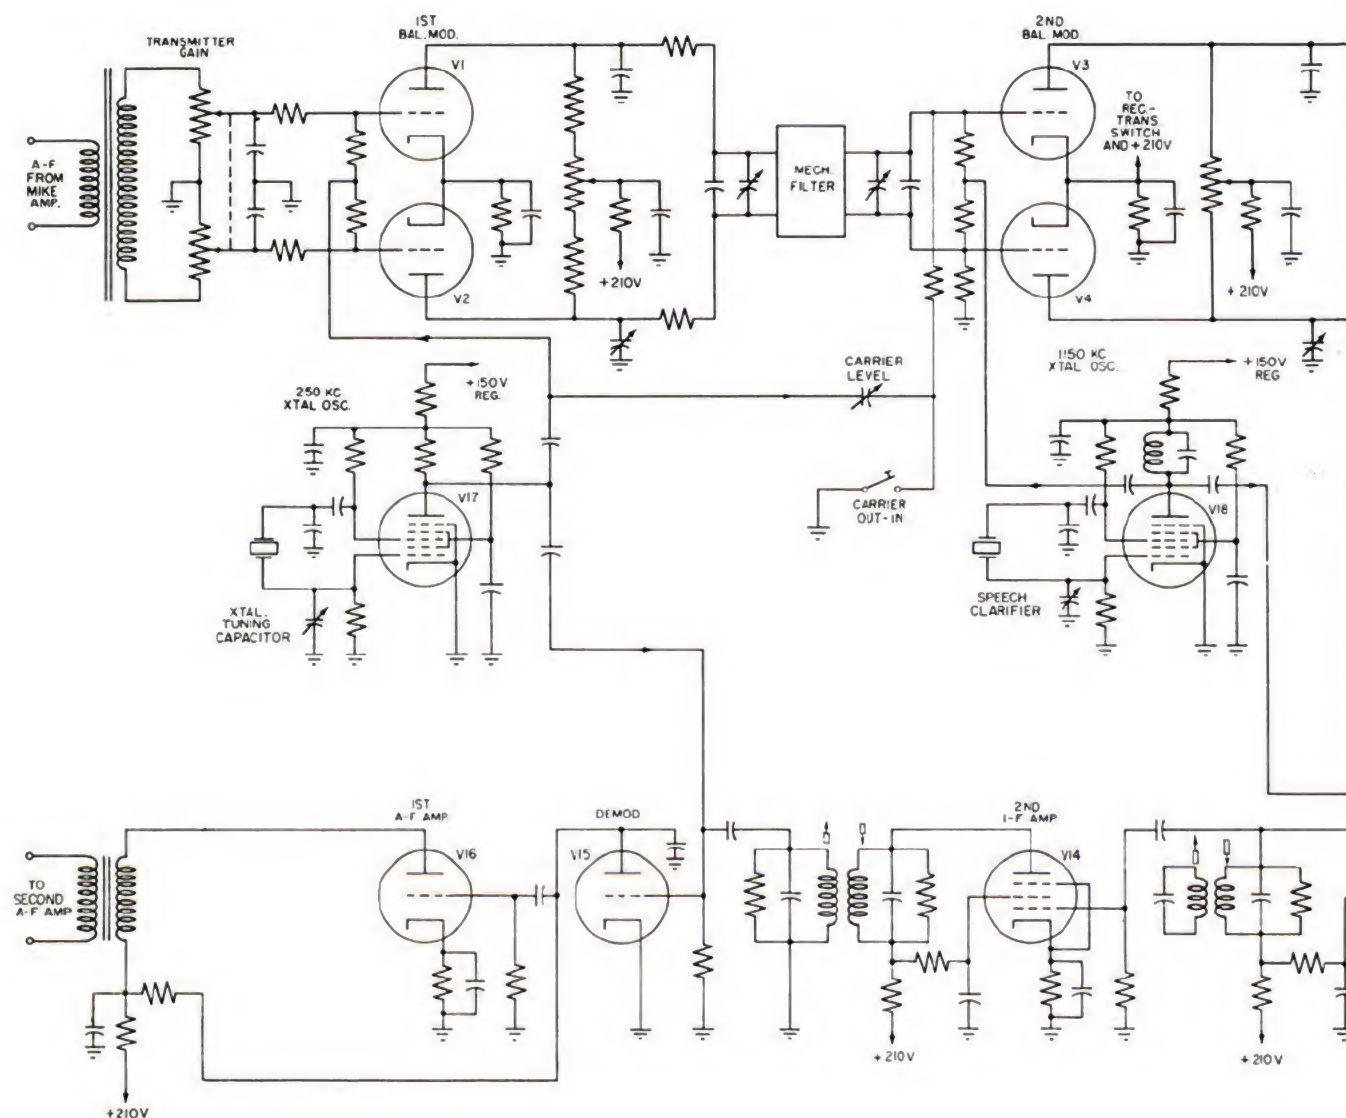 TRANSMITTER
GAIN
1ST
BAL. MOD.
V1
V2
A-F
FROM
MIKE
AMP.
+210V
MECH.
FILTER
2ND
BAL. MOD.
V3
V4
TO
REC-
TRANS
SWITCH
AND +210V
+210V
250 KC
XTAL OSC.
+150V
REG.
V17
XTAL.
TUNING
CAPACITOR
CARRIER
LEVEL
CARRIER
OUT-IN
1150 KC
XTAL OSC.
+150V
REG
V18
SPEECH
CLARIFIER
TO
SECOND
A-F AMP
+210V
1ST
A-F AMP.
V16
DEMOD
V15
2ND
I-F AMP.
V14
+210V
+210V